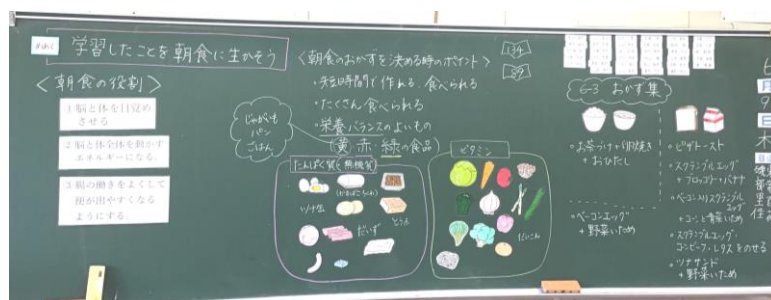 めあて
学習したことを朝食に生かそう
<朝食の役割>
①脳と体を目覚め
させる
②脳と体全体を動かす
エネルギーになる。
③腸の働きをよくして
便が出やすくなる
ようにする。
<朝食のおかずを決める時のポイント>
・短時間で作れる、食べられる
・たくさん食べられる
・栄養バランスのよいもの
(黄・赤・緑の食品)
じゃがいも
パン
ごはん
たんぱく質と無機質
ツナ缶
だいず
とうふ
ビタミン
だいこん
6-3 おかず集
・お茶づけ+卵焼き
+おひたし
・ベーコンエッグ
+野菜いため
・ピザトースト
・スクランブルエッグ
+ブロッコリー+バナナ
・ベーコン入りスクランブル
エッグ
+コーンと青菜いため
・スクランブルエッグ・
コンビーフ・レタスをのせる
・ツナサンド
+野菜いため
6
月
9
日
木